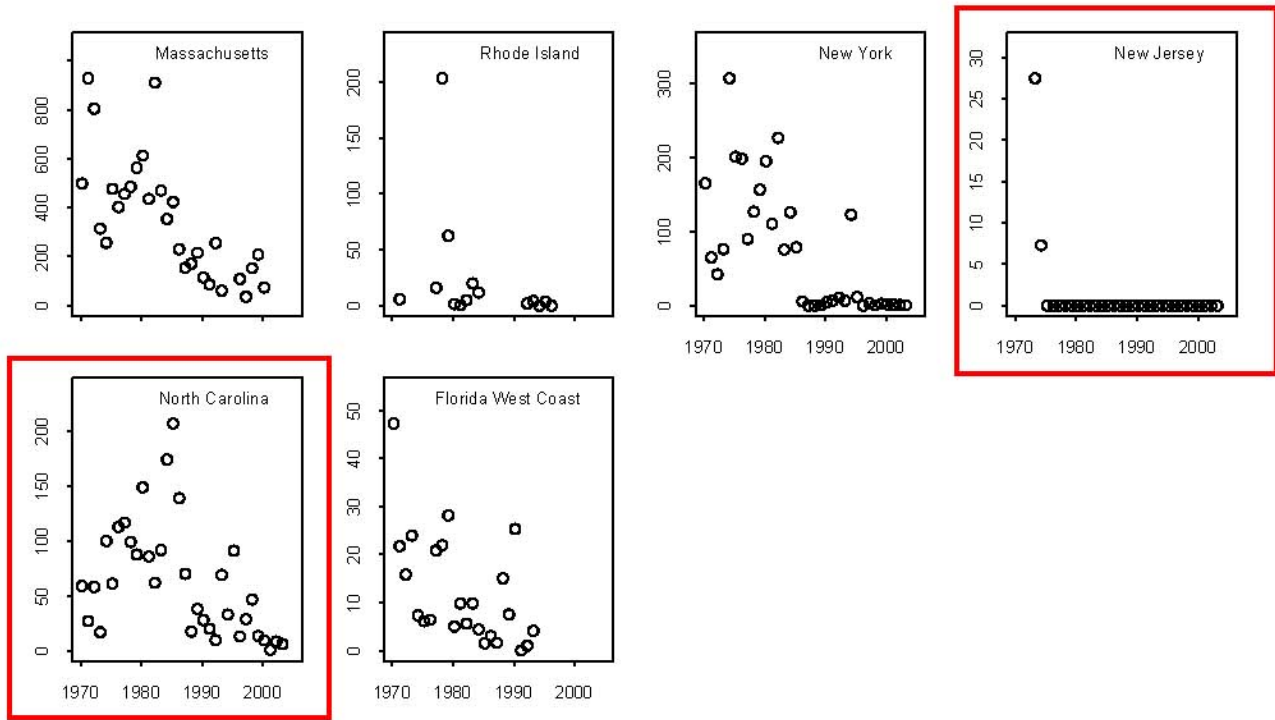 Massachusetts
0 200 400 600 800
Rhode Island
0 50 100 150 200
New York
0 100 200 300
1970 1980 1990 2000
New Jersey
0 5 10 15 20 25 30
1970 1980 1990 2000
North Carolina
0 50 100 150 200
1970 1980 1990 2000
Florida West Coast
0 10 20 30 40 50
1970 1980 1990 2000